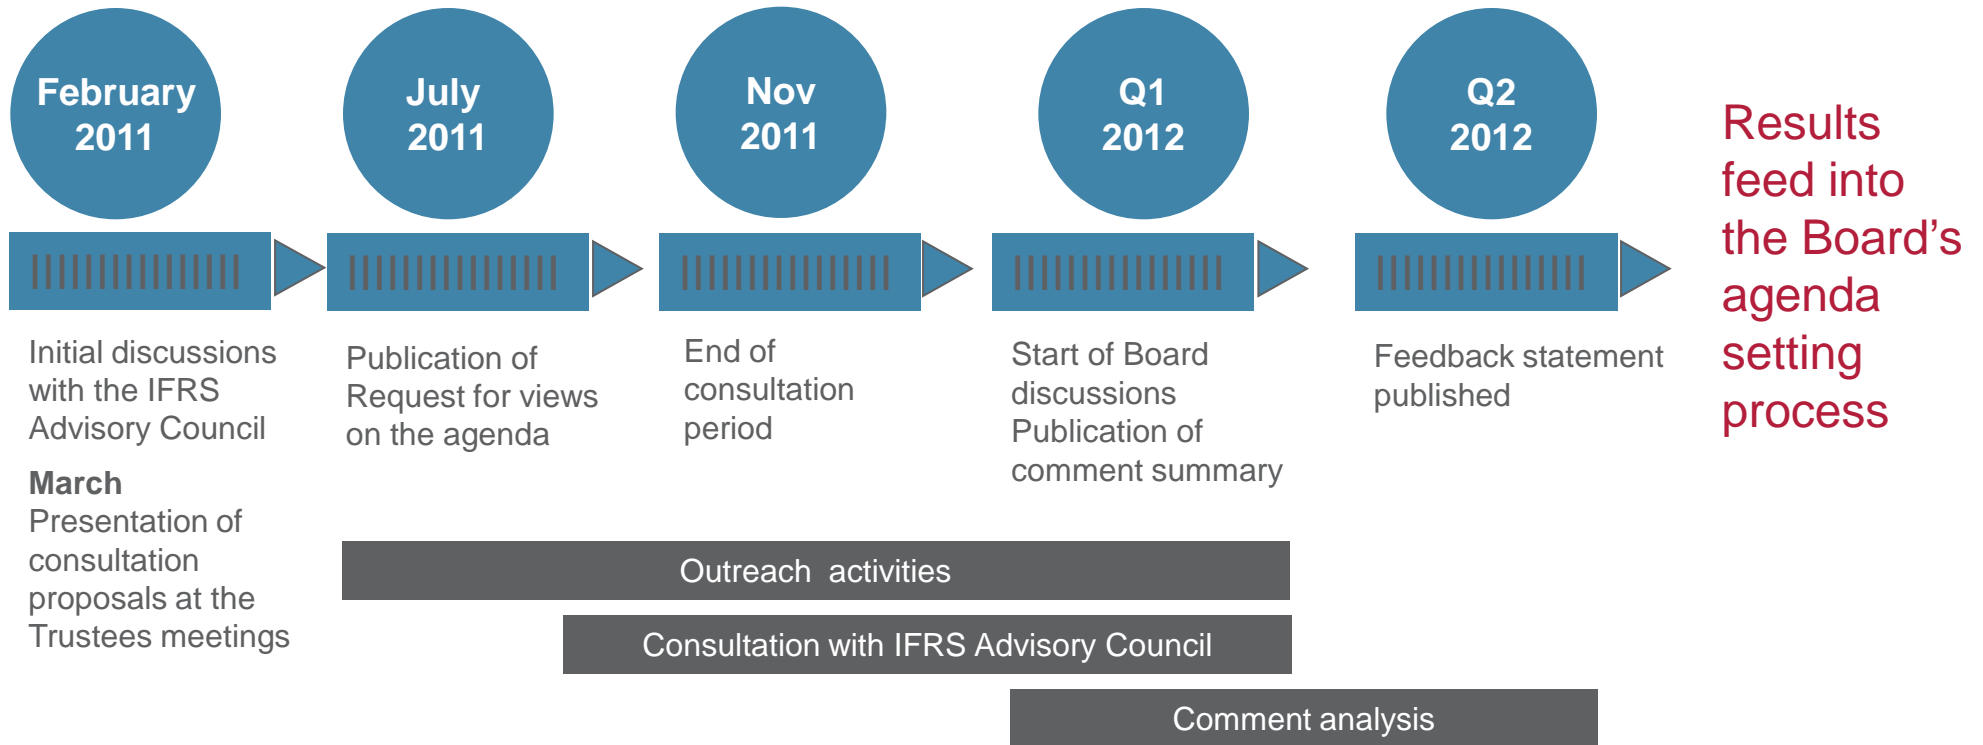 February
2011
July
2011
Nov
2011
Q1
2012
Q2
2012
Initial discussions
with the IFRS
Advisory Council
March
Presentation of
consultation
proposals at the
Trustees meetings
Publication of
Request for views
on the agenda
End of
consultation
period
Start of Board
discussions
Publication of
comment summary
Feedback statement
published
Results
feed into
the Board’s
agenda
setting
process
Outreach activities
Consultation with IFRS Advisory Council
Comment analysis